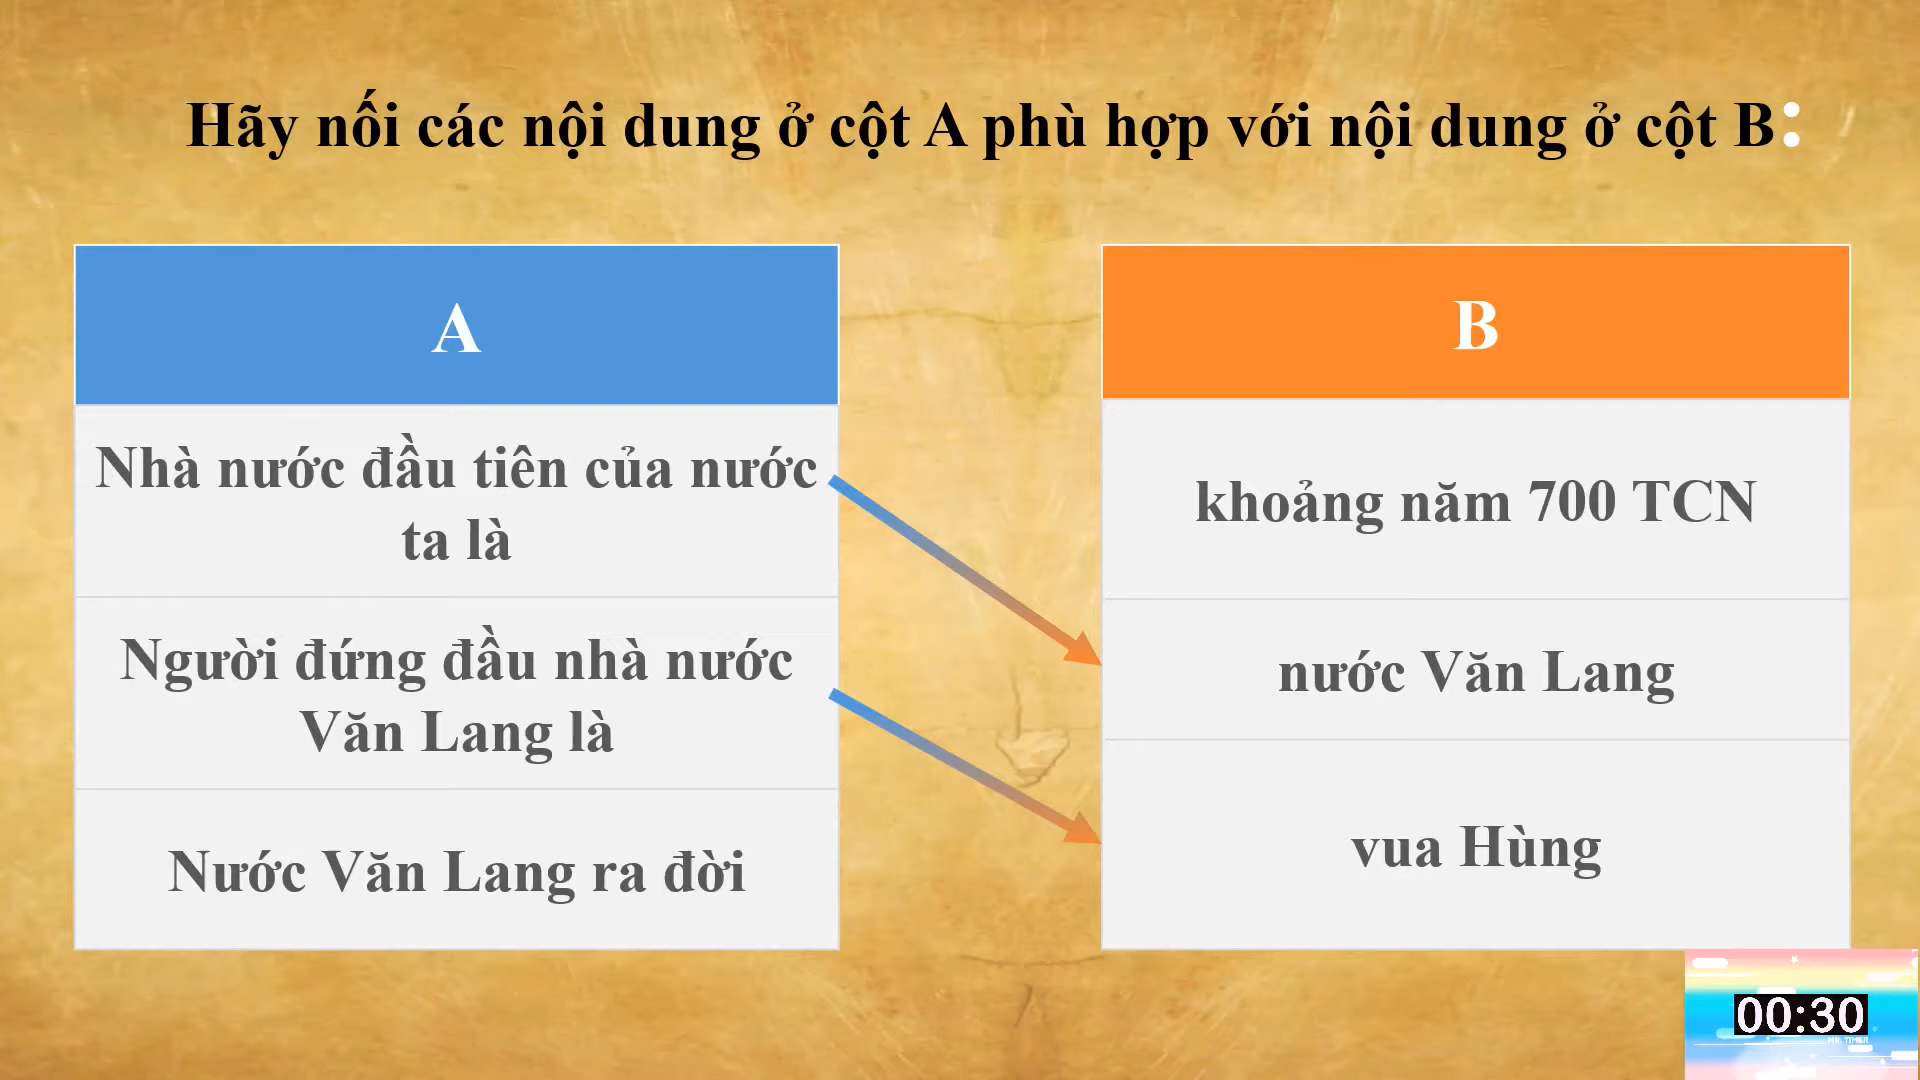 Hãy nối các nội dung ở cột A phù hợp với nội dung ở cột B:
A
Nhà nước đầu tiên của nước
ta là
Người đứng đầu nhà nước
Văn Lang là
Nước Văn Lang ra đời
B
khoảng năm 700 TCN
nước Văn Lang
vua Hùng
00:30
MR. TIMER